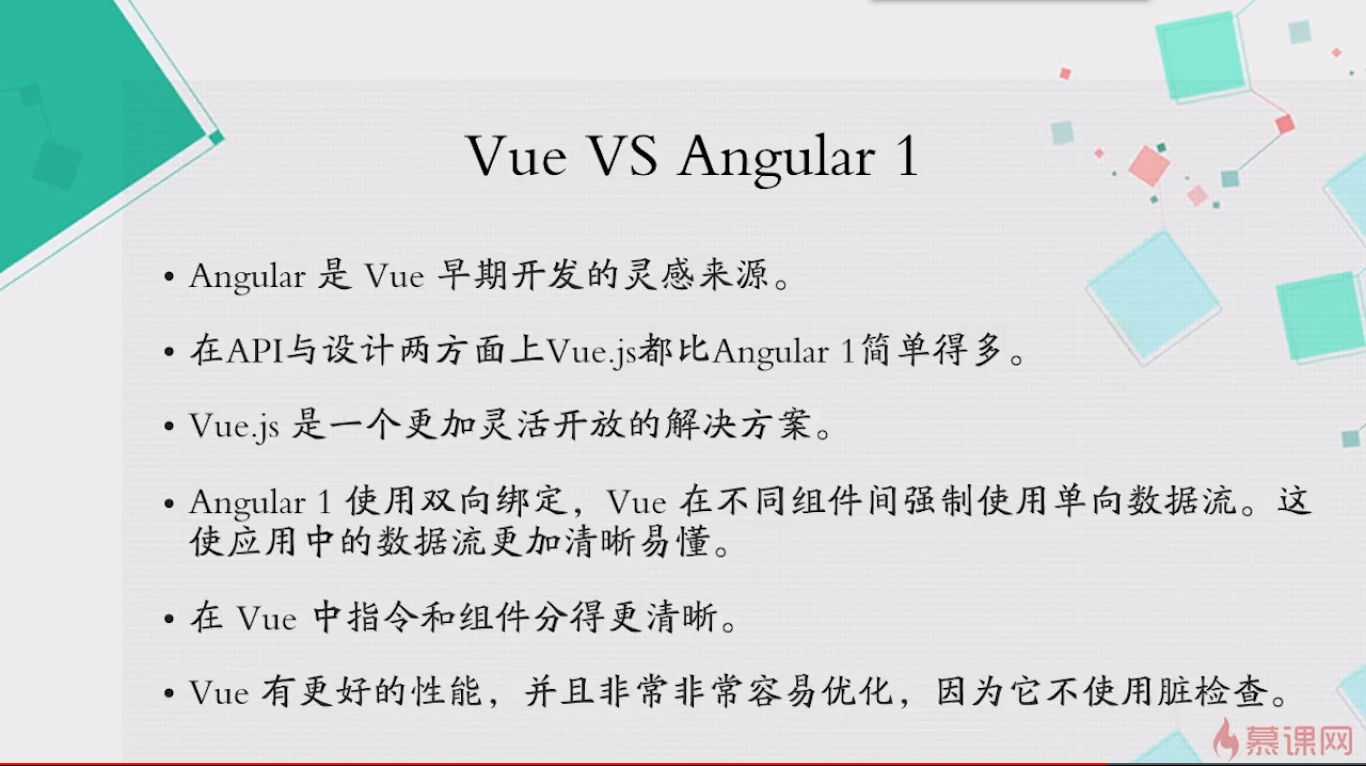 Vue VS Angular 1
• Angular 是 Vue 早期开发的灵感来源。
• 在API与设计两方面上Vue.js都比Angular 1简单得多。
• Vue.js 是一个更加灵活开放的解决方案。
• Angular 1 使用双向绑定，Vue 在不同组件间强制使用单向数据流。这
使应用中的数据流更加清晰易懂。
• 在 Vue 中指令和组件分得更清晰。
• Vue 有更好的性能，并且非常非常容易优化，因为它不使用脏检查。
慕课网